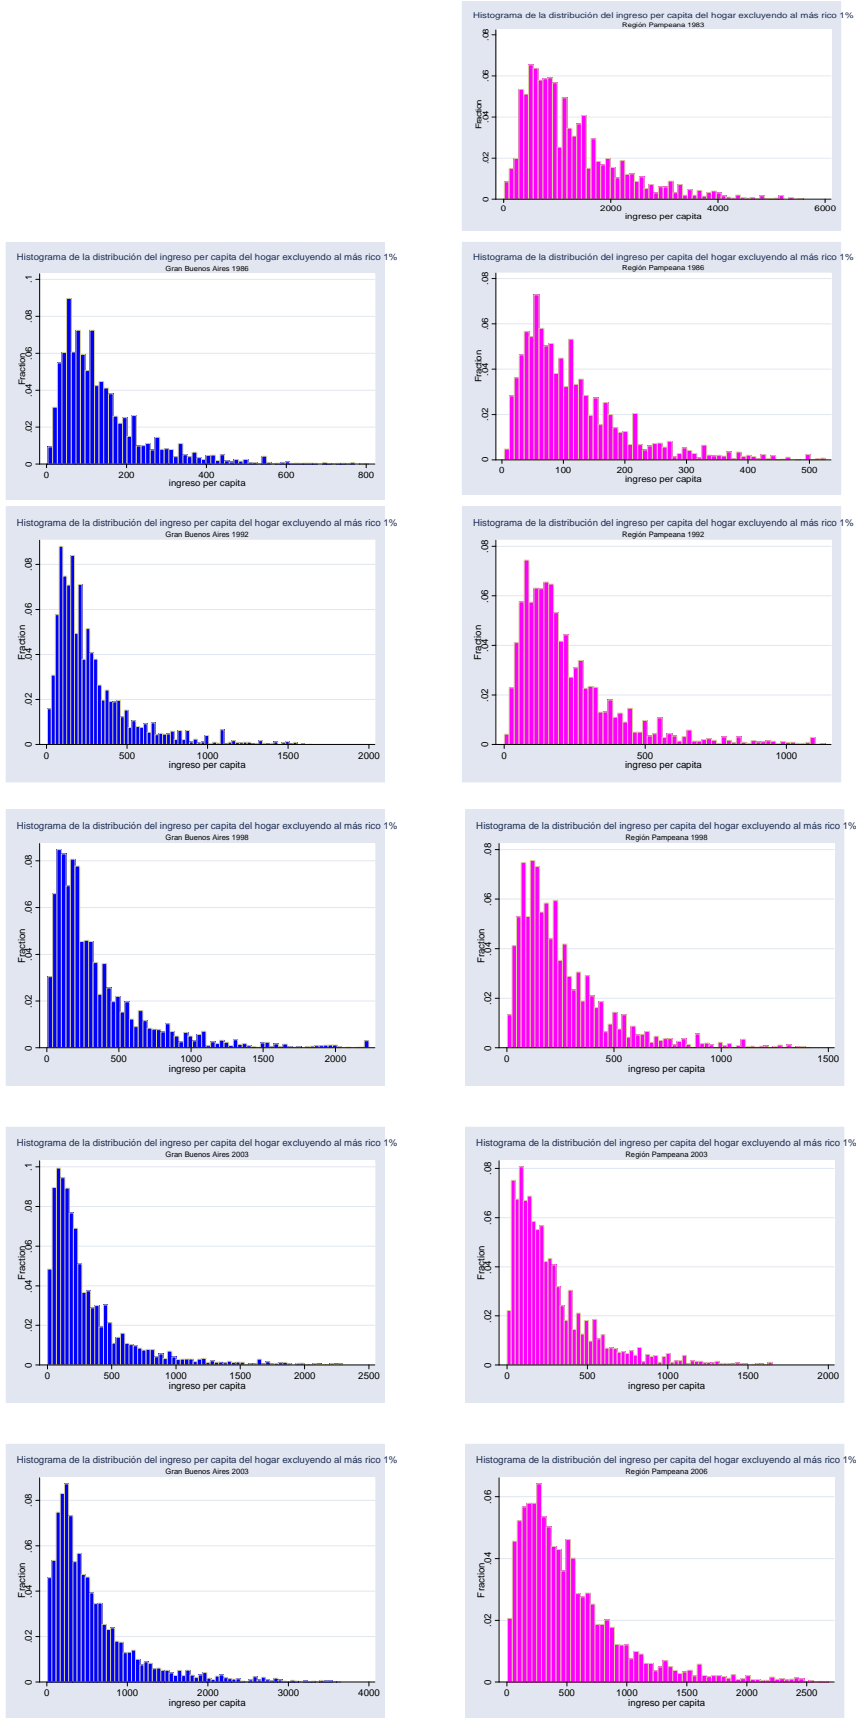 Histograma de la distribución del ingreso per capita del hogar excluyendo al más rico 1%
Región Pampeana 1983
Fraction
0 .02 .04 .06 .08
0 2000 4000 6000
ingreso per capita
Histograma de la distribución del ingreso per capita del hogar excluyendo al más rico 1%
Gran Buenos Aires 1986
Fraction
0 .02 .04 .06 .08 .1
0 200 400 600 800
ingreso per capita
Histograma de la distribución del ingreso per capita del hogar excluyendo al más rico 1%
Región Pampeana 1986
Fraction
0 .02 .04 .06 .08
0 100 200 300 400 500
ingreso per capita
Histograma de la distribución del ingreso per capita del hogar excluyendo al más rico 1%
Gran Buenos Aires 1992
Fraction
0 .02 .04 .06 .08
0 500 1000 1500 2000
ingreso per capita
Histograma de la distribución del ingreso per capita del hogar excluyendo al más rico 1%
Región Pampeana 1992
Fraction
0 .02 .04 .06 .08
0 500 1000
ingreso per capita
Histograma de la distribución del ingreso per capita del hogar excluyendo al más rico 1%
Gran Buenos Aires 1998
Fraction
0 .02 .04 .06 .08
0 500 1000 1500 2000
ingreso per capita
Histograma de la distribución del ingreso per capita del hogar excluyendo al más rico 1%
Región Pampeana 1998
Fraction
0 .02 .04 .06 .08
0 500 1000 1500
ingreso per capita
Histograma de la distribución del ingreso per capita del hogar excluyendo al más rico 1%
Gran Buenos Aires 2003
Fraction
0 .02 .04 .06 .08 .1
0 500 1000 1500 2000 2500
ingreso per capita
Histograma de la distribución del ingreso per capita del hogar excluyendo al más rico 1%
Región Pampeana 2003
Fraction
0 .02 .04 .06 .08
0 500 1000 1500 2000
ingreso per capita
Histograma de la distribución del ingreso per capita del hogar excluyendo al más rico 1%
Gran Buenos Aires 2003
Fraction
0 .02 .04 .06 .08
0 1000 2000 3000 4000
ingreso per capita
Histograma de la distribución del ingreso per capita del hogar excluyendo al más rico 1%
Región Pampeana 2006
Fraction
0 .02 .04 .06
0 500 1000 1500 2000 2500
ingreso per capita